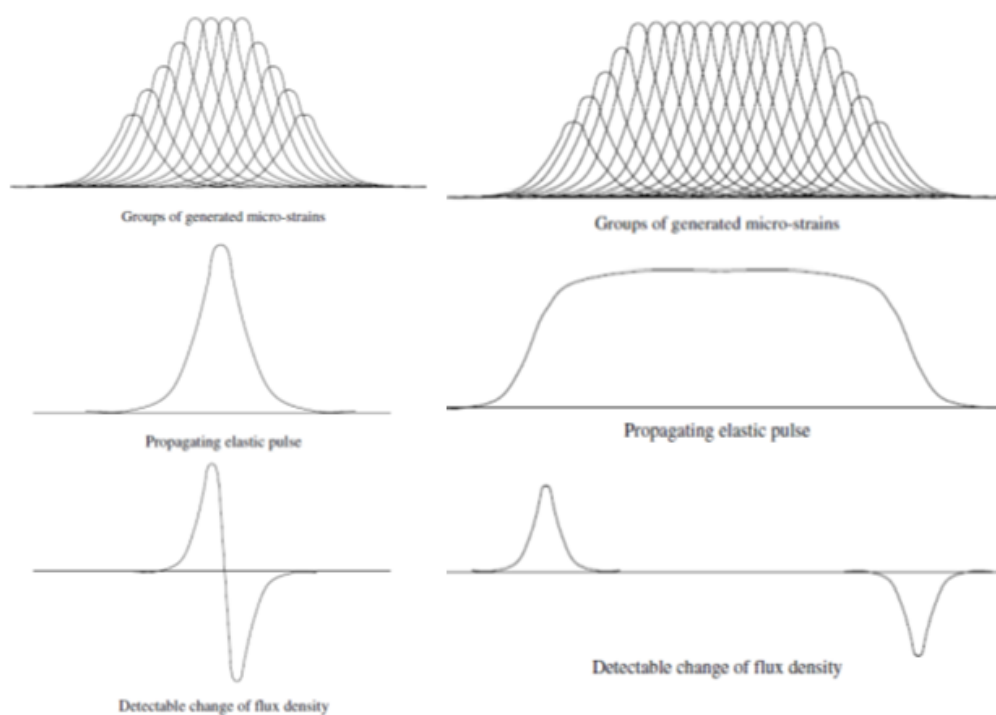 Groups of generated micro-strains
Groups of generated micro-strains
Propagating elastic pulse
Propagating elastic pulse
Detectable change of flux density
Detectable change of flux density